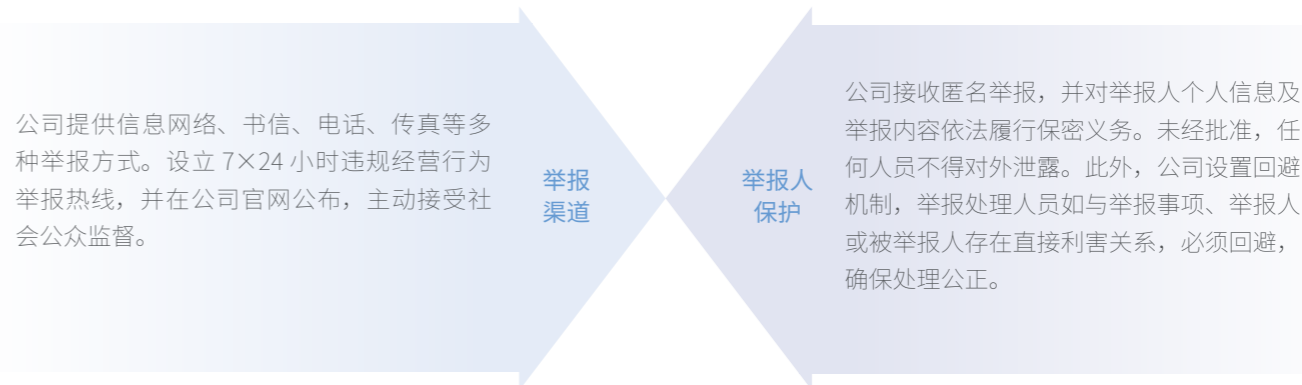 公司提供信息网络、书信、电话、传真等多
种举报方式。设立 7×24 小时违规经营行为
举报热线，并在公司官网公布，主动接受社
会公众监督。
举报
渠道
举报人
保护
公司接收匿名举报，并对举报人个人信息及
举报内容依法履行保密义务。未经批准，任
何人员不得对外泄露。此外，公司设置回避
机制，举报处理人员如与举报事项、举报人
或被举报人存在直接利害关系，必须回避，
确保处理公正。